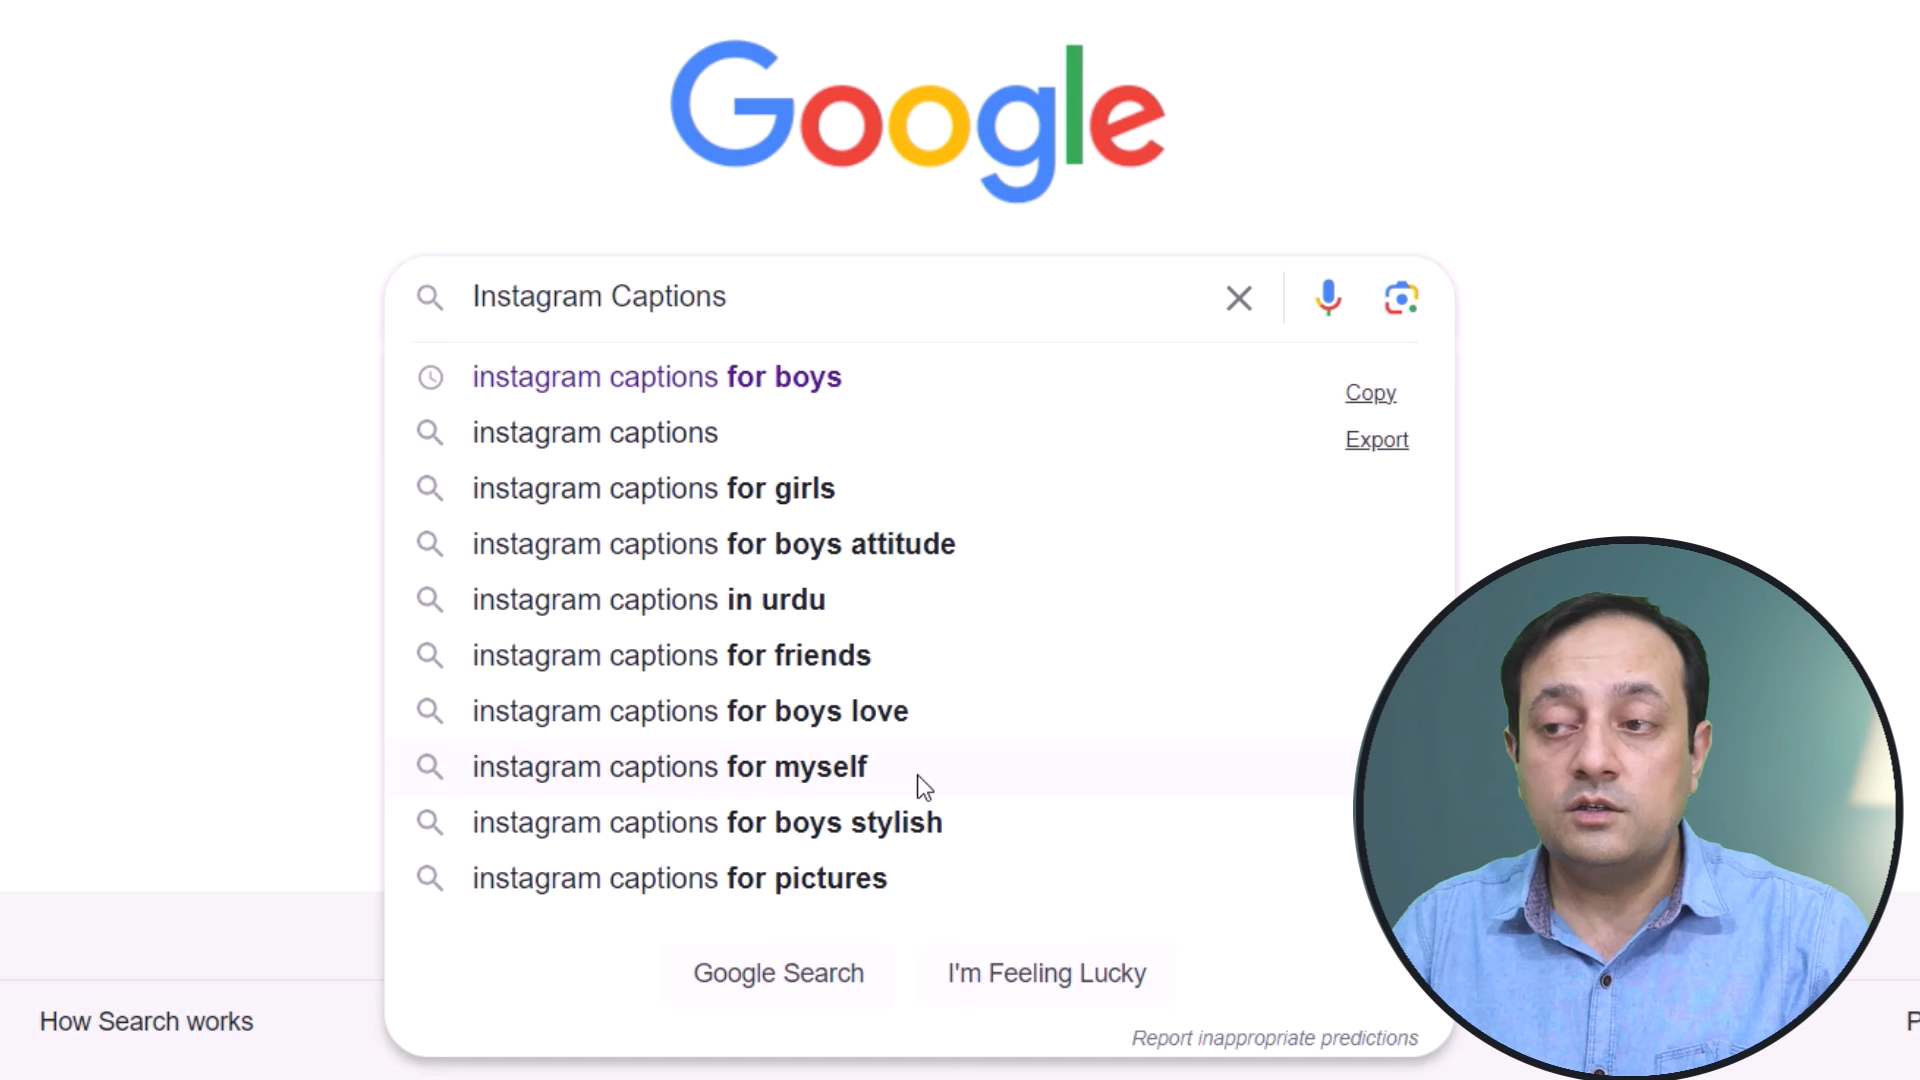 Google
Instagram Captions
instagram captions for boys
Copy
instagram captions
Export
instagram captions for girls
instagram captions for boys attitude
instagram captions in urdu
instagram captions for friends
instagram captions for boys love
instagram captions for myself
instagram captions for boys stylish
instagram captions for pictures
Google Search
I'm Feeling Lucky
How Search works
Report inappropriate predictions